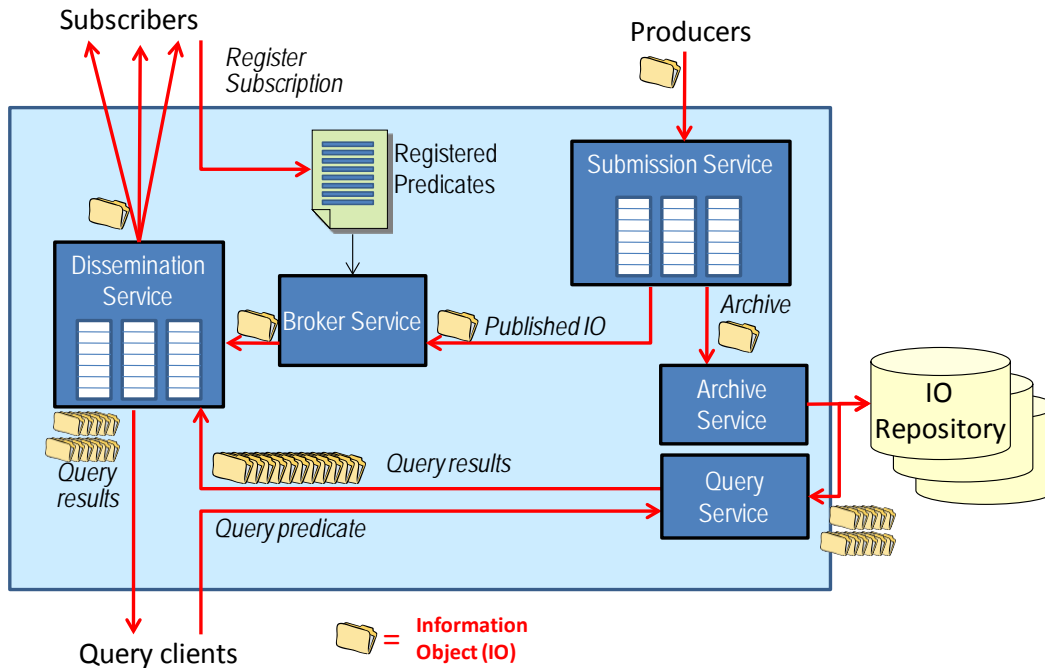 Subscribers
Producers
Register
Subscription
Registered
Predicates
Submission Service
Dissemination
Service
Broker Service
Published IO
Archive
Archive
Service
IO
Repository
Query
results
Query results
Query
Service
Query predicate
Query clients
= Information
Object (IO)